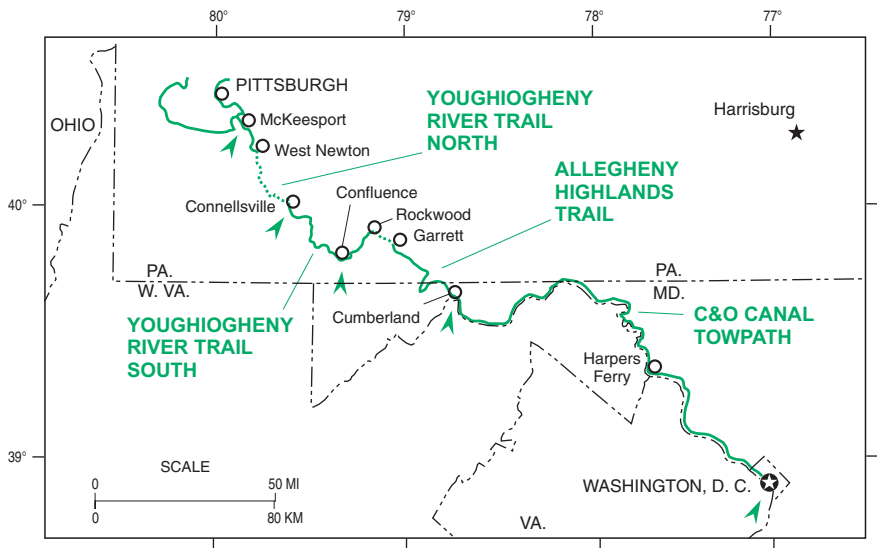 80°
79°
78°
77°
PITTSBURGH
OHIO
McKeesport
West Newton
YOUGHIOGHENY
RIVER TRAIL
NORTH
Harrisburg
ALLEGHENY
HIGHLANDS
TRAIL
Confluence
Connellsville
Rockwood
Garrett
40°
PA.
W. VA.
PA.
MD.
Cumberland
YOUGHIOGHENY
RIVER TRAIL
SOUTH
C&O CANAL
TOWPATH
Harpers
Ferry
39°
SCALE
0
50 MI
0
80 KM
WASHINGTON, D. C.
VA.